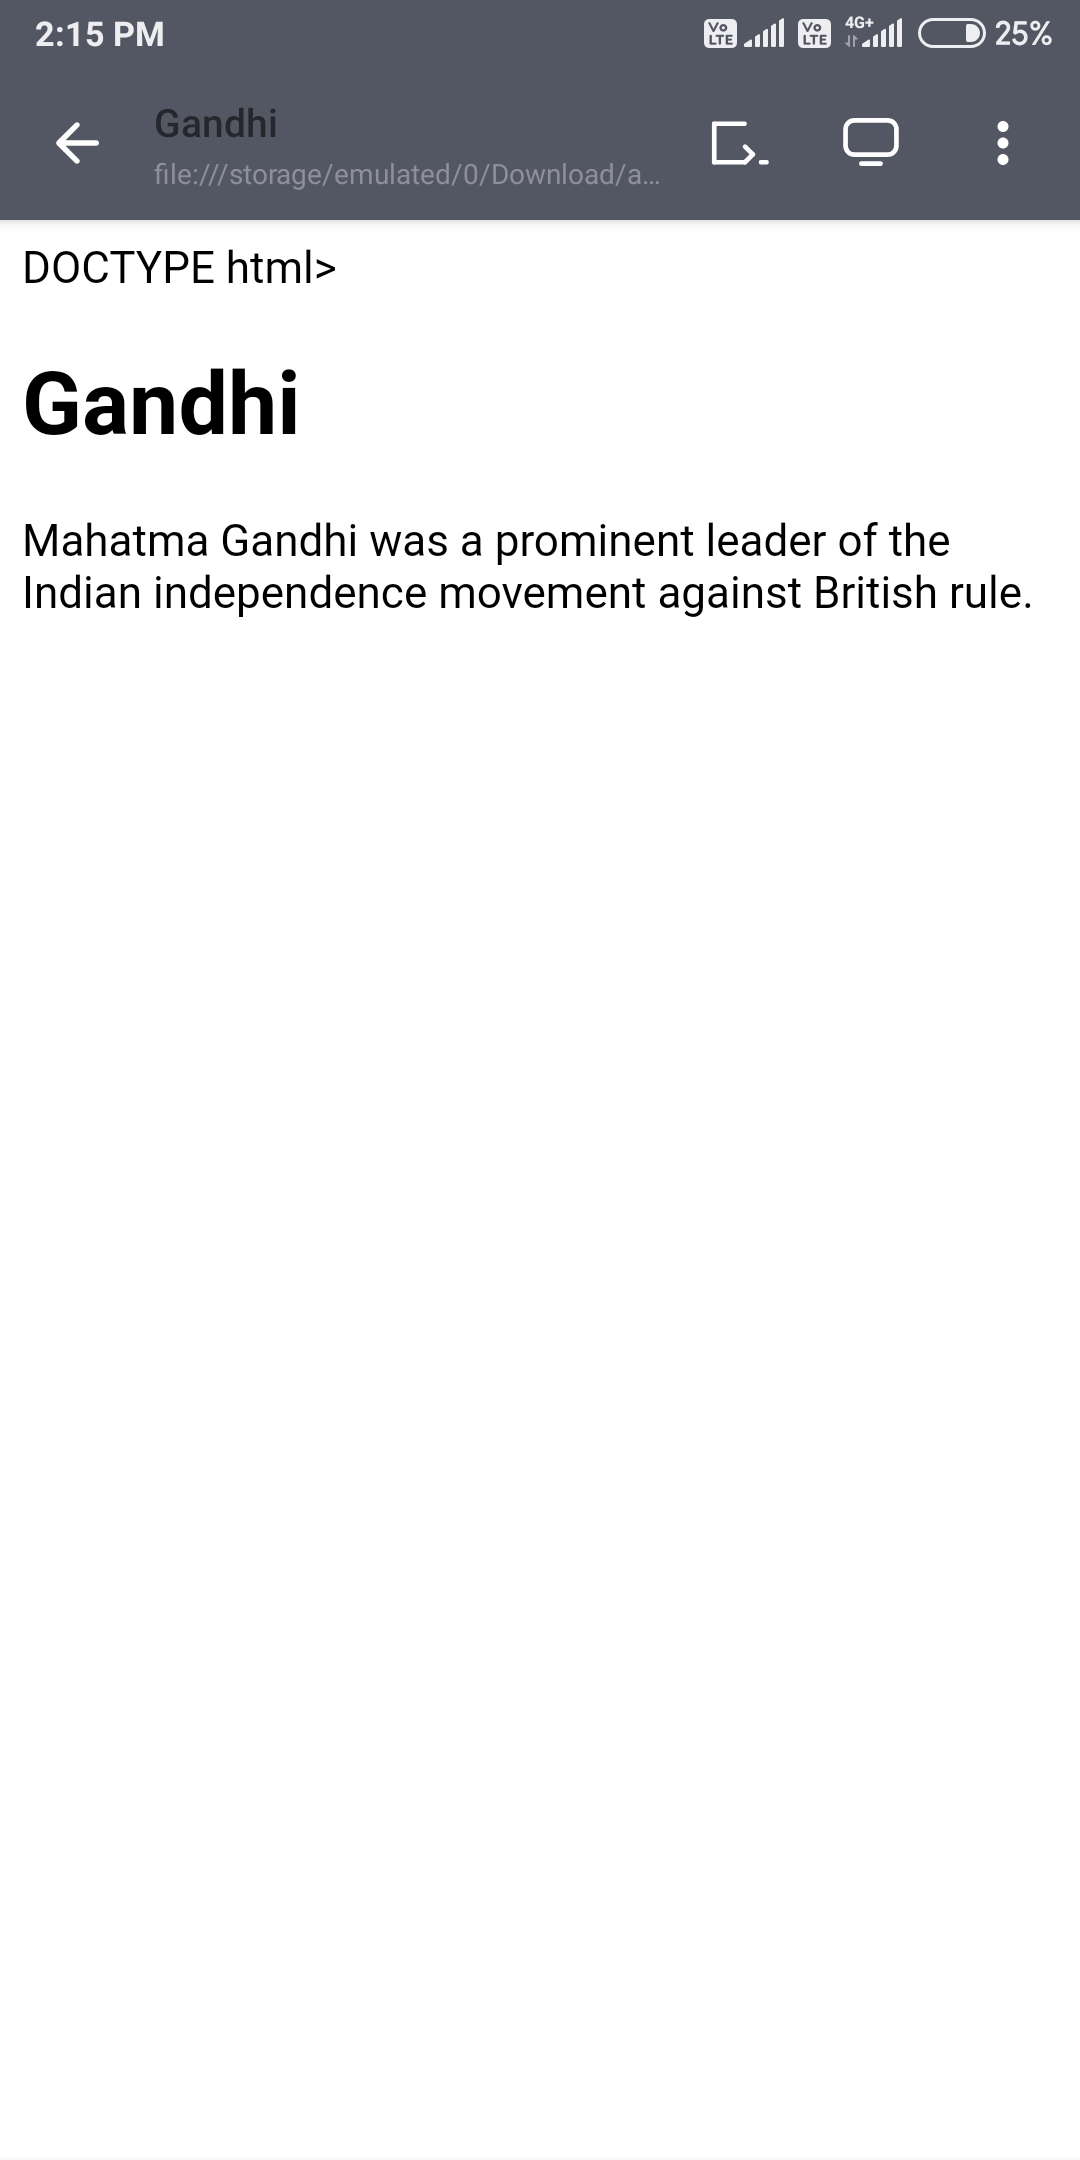 2:15 PM Vo LTE Vo LTE 4G+ 25%
Gandhi
file:///storage/emulated/0/Download/a...
DOCTYPE html>
Gandhi
Mahatma Gandhi was a prominent leader of the
Indian independence movement against British rule.